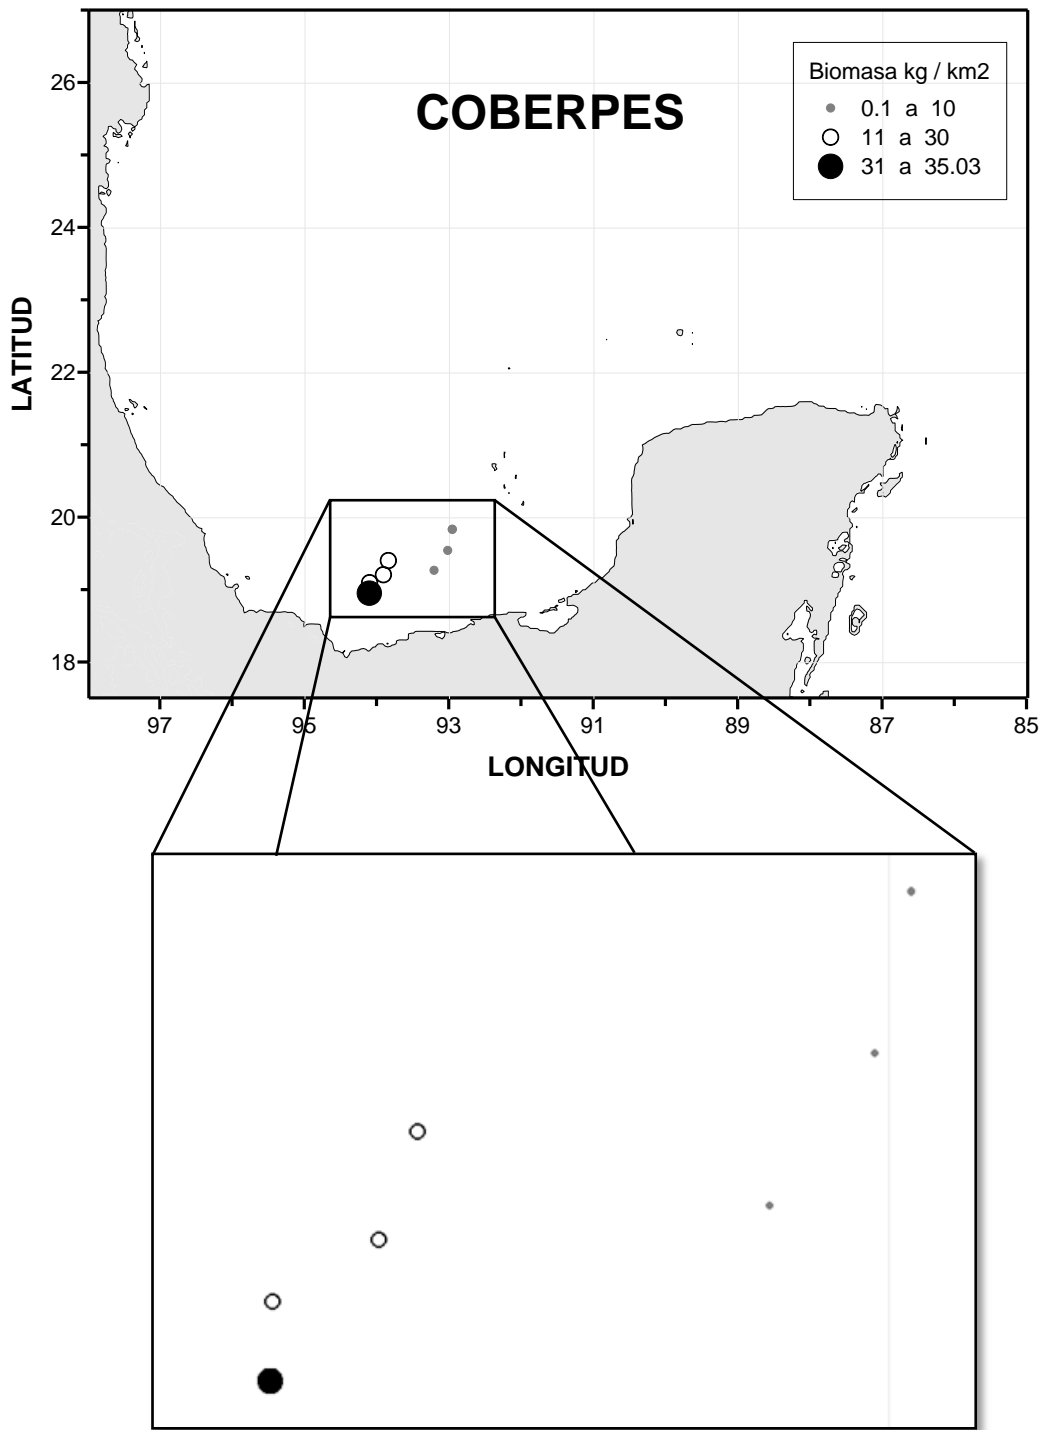 COBERPES
Biomasa kg / km2
0.1 a 10
11 a 30
31 a 35.03
LATITUD
26
24
22
20
18
97 95 93 91 89 87 85
LONGITUD